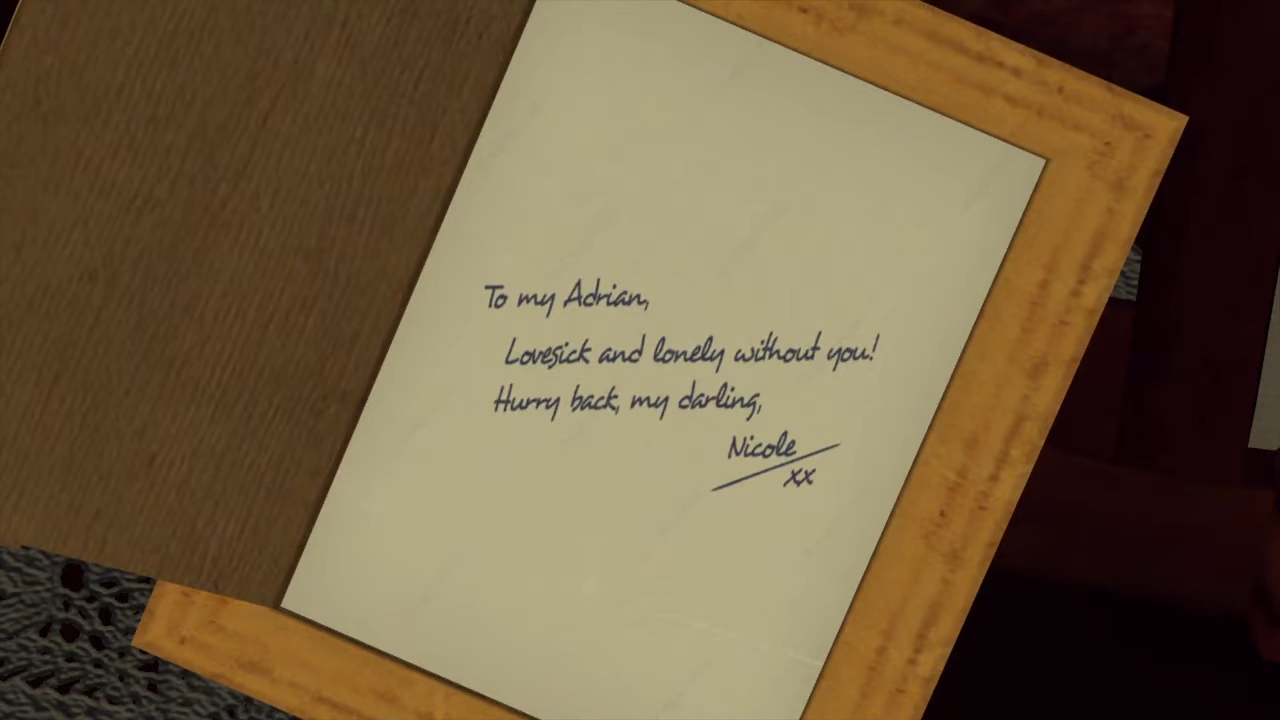 To my Adrian,
Lovesick and lonely without you!
Hurry back, my darling,
Nicole
xx